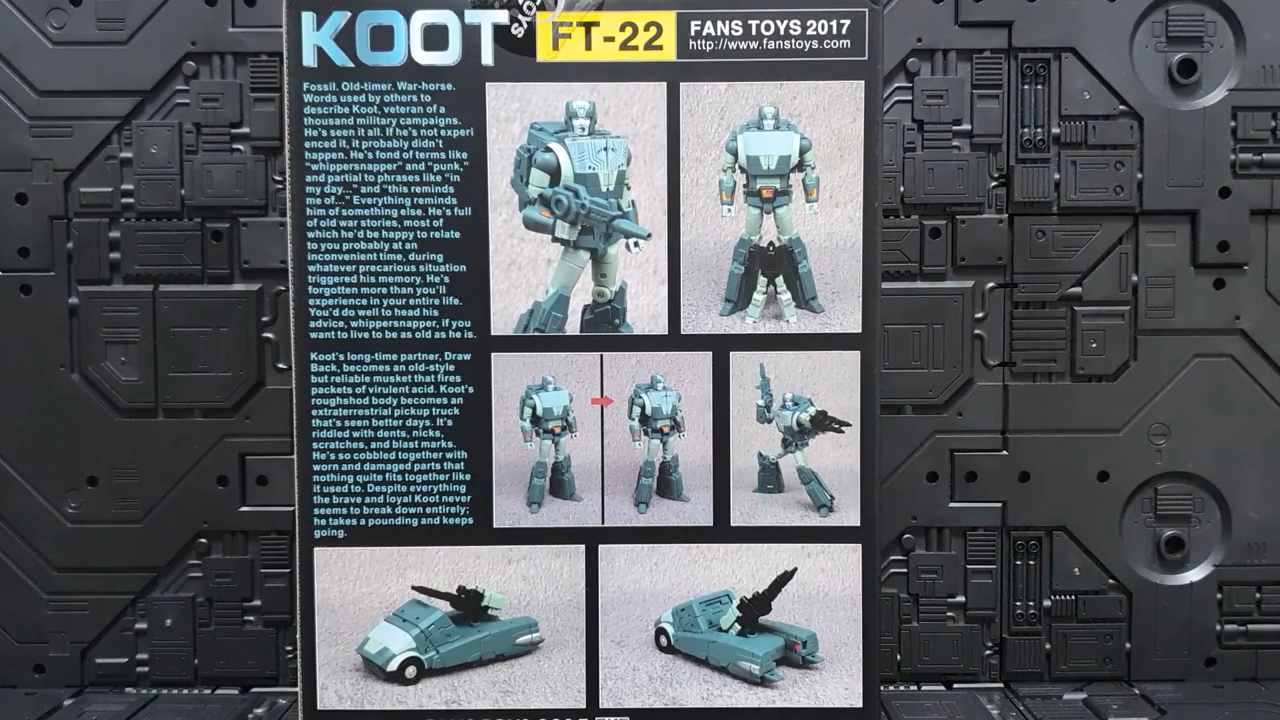 KOOT
FT-22
FANS TOYS 2017
http://www.fanstoys.com
Fossil. Old-timer. War-horse.
Words used by others to
describe Koot, veteran of a
thousand military campaigns.
He's seen it all. If he's not experi
enced it, it probably didn't
happen. He's fond of terms like
"whippersnapper" and "punk,"
and partial to phrases like "in
my day..." and "this reminds
me of..." Everything reminds
him of something else. He's full
of old war stories, most of
which he'd be happy to relate
to you probably at an
inconvenient time, during
whatever precarious situation
triggered his memory. He's
forgotten more than you'll
experience in your entire life.
You'd do well to head his
advice, whippersnapper, if you
want to live to be as old as he is.
Koot's long-time partner, Draw
Back, becomes an old-style
but reliable musket that fires
packets of virulent acid. Koot's
roughshod body becomes an
extraterrestrial pickup truck
that's seen better days. It's
riddled with dents, nicks,
scratches, and blast marks.
He's so cobbled together with
worn and damaged parts that
nothing quite fits together like
it used to. Despite everything
the brave and loyal Koot never
seems to break down entirely;
he takes a pounding and keeps
going.